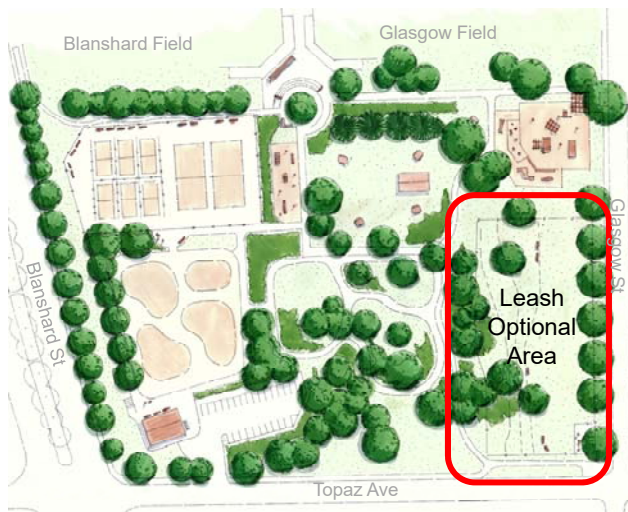 Glasgow Field
Blanshard Field
Glasgow St
Blanshard St
Leash
Optional
Area
Topaz Ave